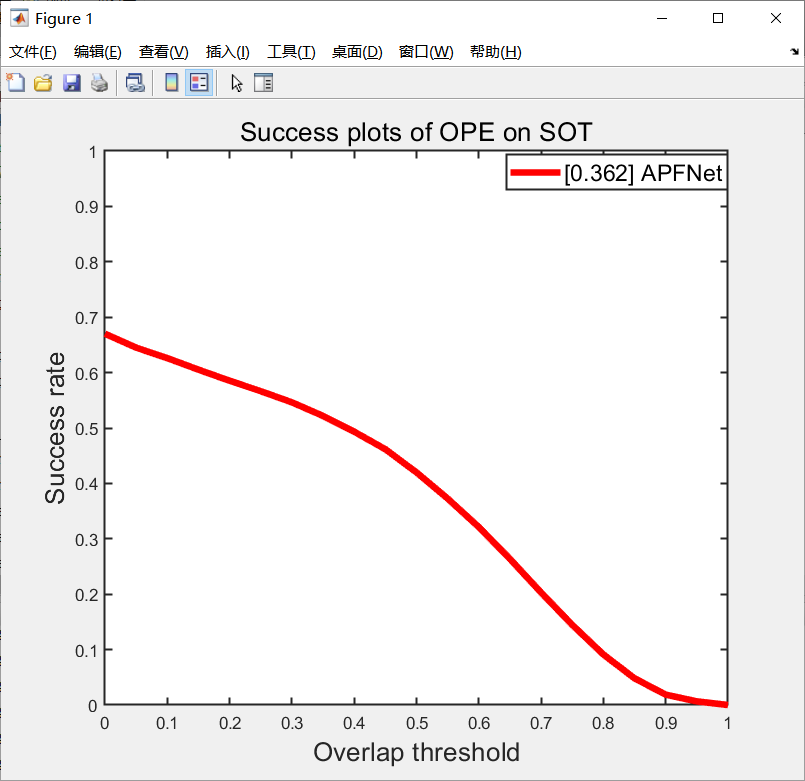 Figure 1
文件(F) 编辑(E) 查看(V) 插入(I) 工具(T) 桌面(D) 窗口(W) 帮助(H)
Success plots of OPE on SOT
[0.362] APFNet
1
0.9
0.8
0.7
0.6
0.5
0.4
0.3
0.2
0.1
0
Success rate
0 0.1 0.2 0.3 0.4 0.5 0.6 0.7 0.8 0.9 1
Overlap threshold